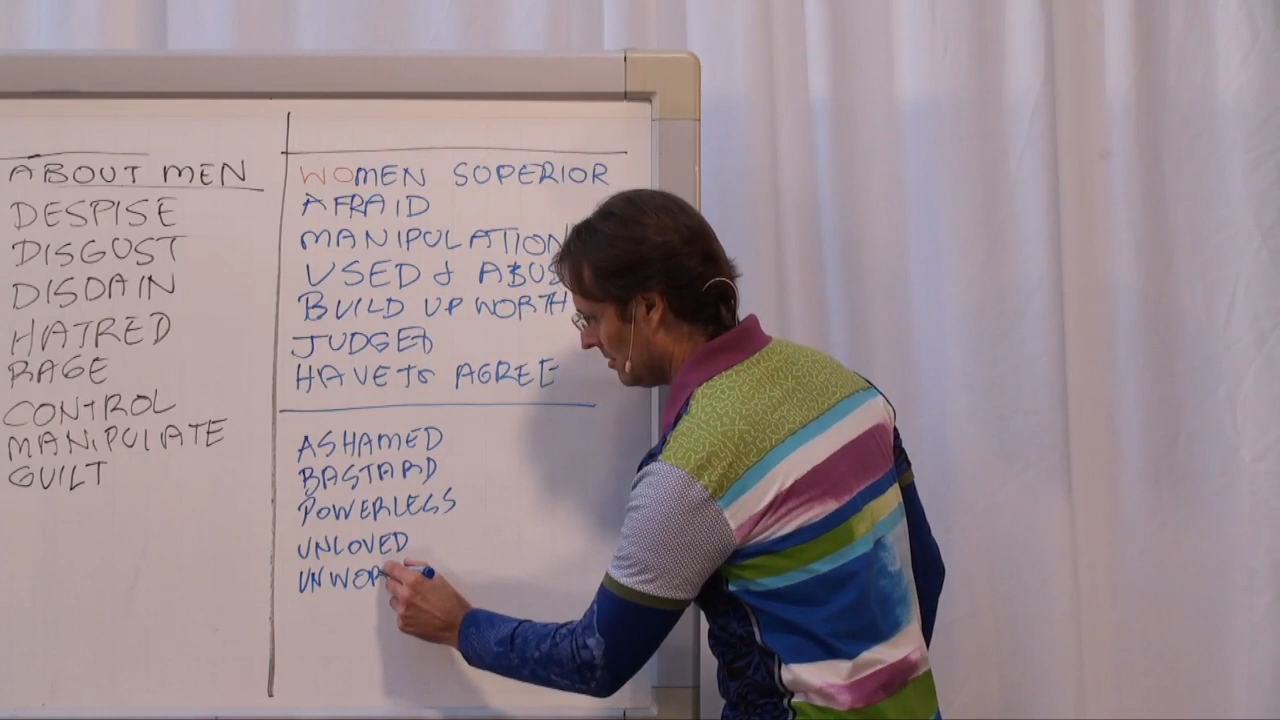 ABOUT MEN
DESPISE
DISGUST
DISDAIN
HATRED
RAGE
CONTROL
MANIPULATE
GUILT
WOMEN SUPERIOR
AFRAID
MANIPULATION
USED & ABUS
BUILD UP WORTH
JUDGED
HAVE TO AGREE
ASHAMED
BASTARD
POWERLESS
UNLOVED
UNWOR